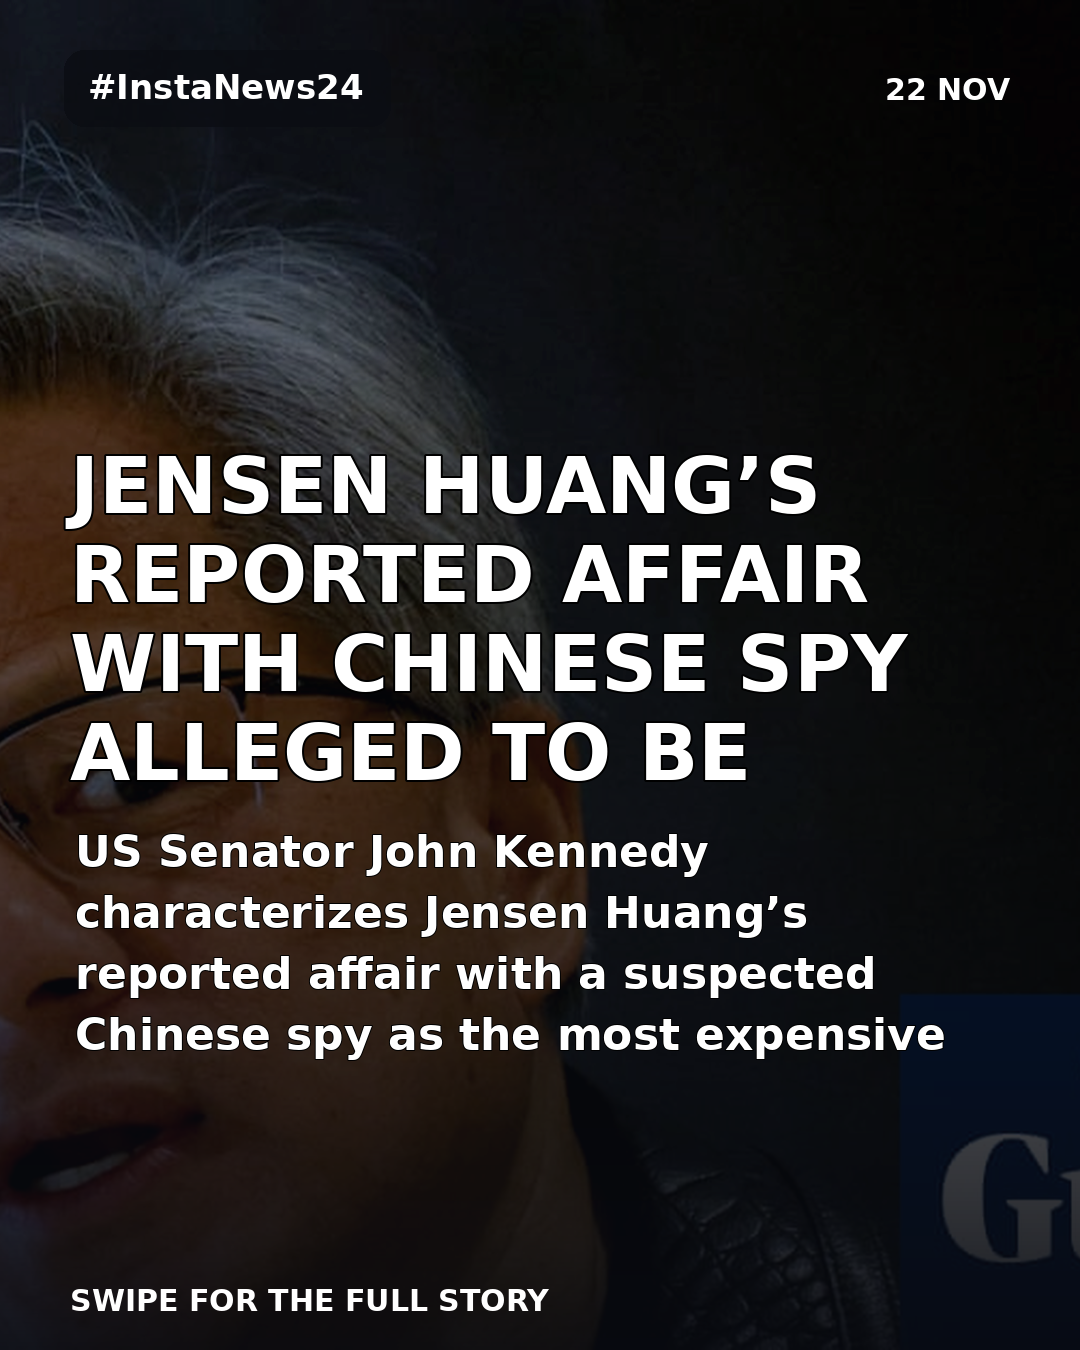 #InstaNews24
22 NOV
JENSEN HUANG’S
REPORTED AFFAIR
WITH CHINESE SPY
ALLEGED TO BE
US Senator John Kennedy
characterizes Jensen Huang’s
reported affair with a suspected
Chinese spy as the most expensive
G
SWIPE FOR THE FULL STORY